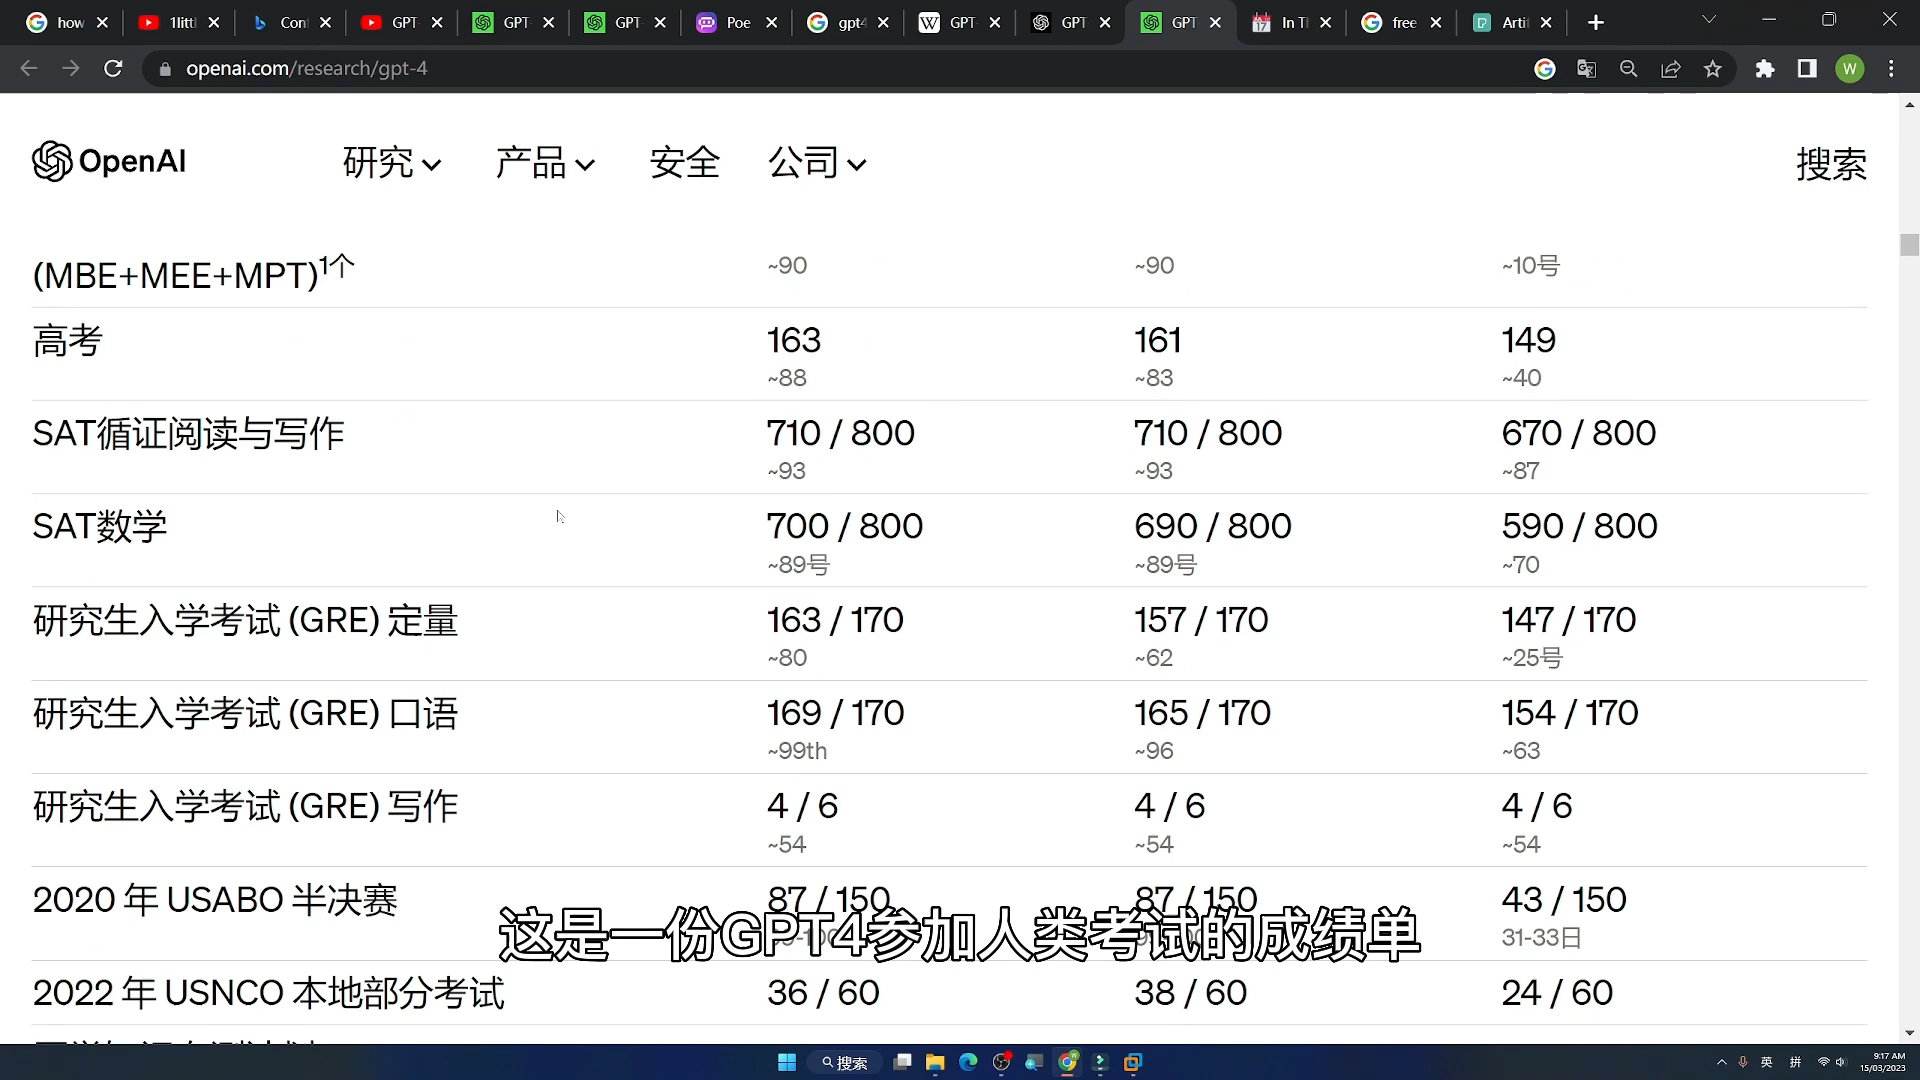 how
1littl
Con
GPT-
GPT
GPT-
Poe
gpt4
GPT-
GPT
GPT
In Th
free
Arti
openai.com/research/gpt-4
W
OpenAI 研究 产品 安全 公司 搜索
(MBE+MEE+MPT)1个 ~90 ~90 ~10号
高考 163 161 149
~88 ~83 ~40
SAT循证阅读与写作 710 / 800 710 / 800 670 / 800
~93 ~93 ~87
SAT数学 700 / 800 690 / 800 590 / 800
~89号 ~89号 ~70
研究生入学考试 (GRE) 定量 163 / 170 157 / 170 147 / 170
~80 ~62 ~25号
研究生入学考试 (GRE) 口语 169 / 170 165 / 170 154 / 170
~99th ~96 ~63
研究生入学考试 (GRE) 写作 4 / 6 4 / 6 4 / 6
~54 ~54 ~54
2020 年 USABO 半决赛 87 / 150 87 / 150 43 / 150
31-33日
这是一份GPT4参加人类考试的成绩单
2022 年 USNCO 本地部分考试 36 / 60 38 / 60 24 / 60
搜索
英
拼
9:17 AM
15/03/2023